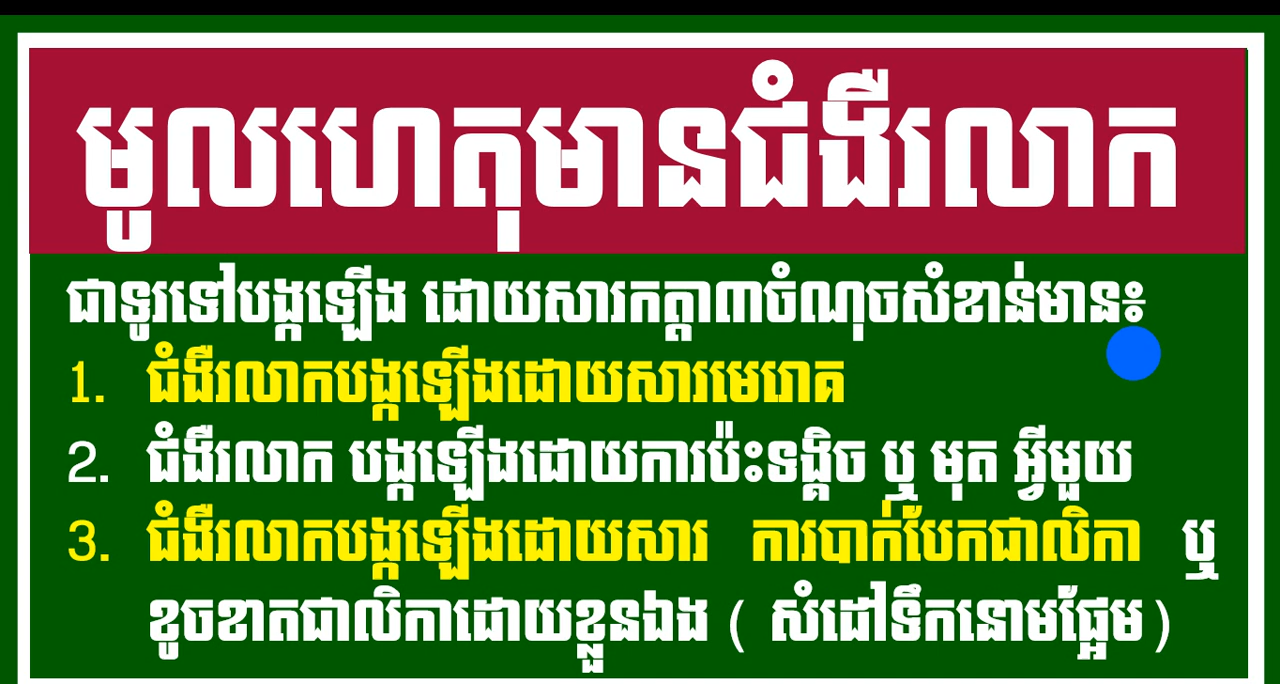 មូលហេតុមានជំងឺរលាក
ជាទូរទៅបង្កឡើង ដោយសារកត្តា៣ចំណុចសំខាន់មាន៖
1. ជំងឺរលាកបង្កឡើងដោយសារមេរោគ
2. ជំងឺរលាក បង្កឡើងដោយការប៉ះទង្គិច ឬ មុត អ្វីមួយ
3. ជំងឺរលាកបង្កឡើងដោយសារ ការបាក់បែកជាលិកា ឬ
ខូចខាតជាលិកាដោយខ្លួនឯង ( សំដៅទឹកនោមផ្អែម )